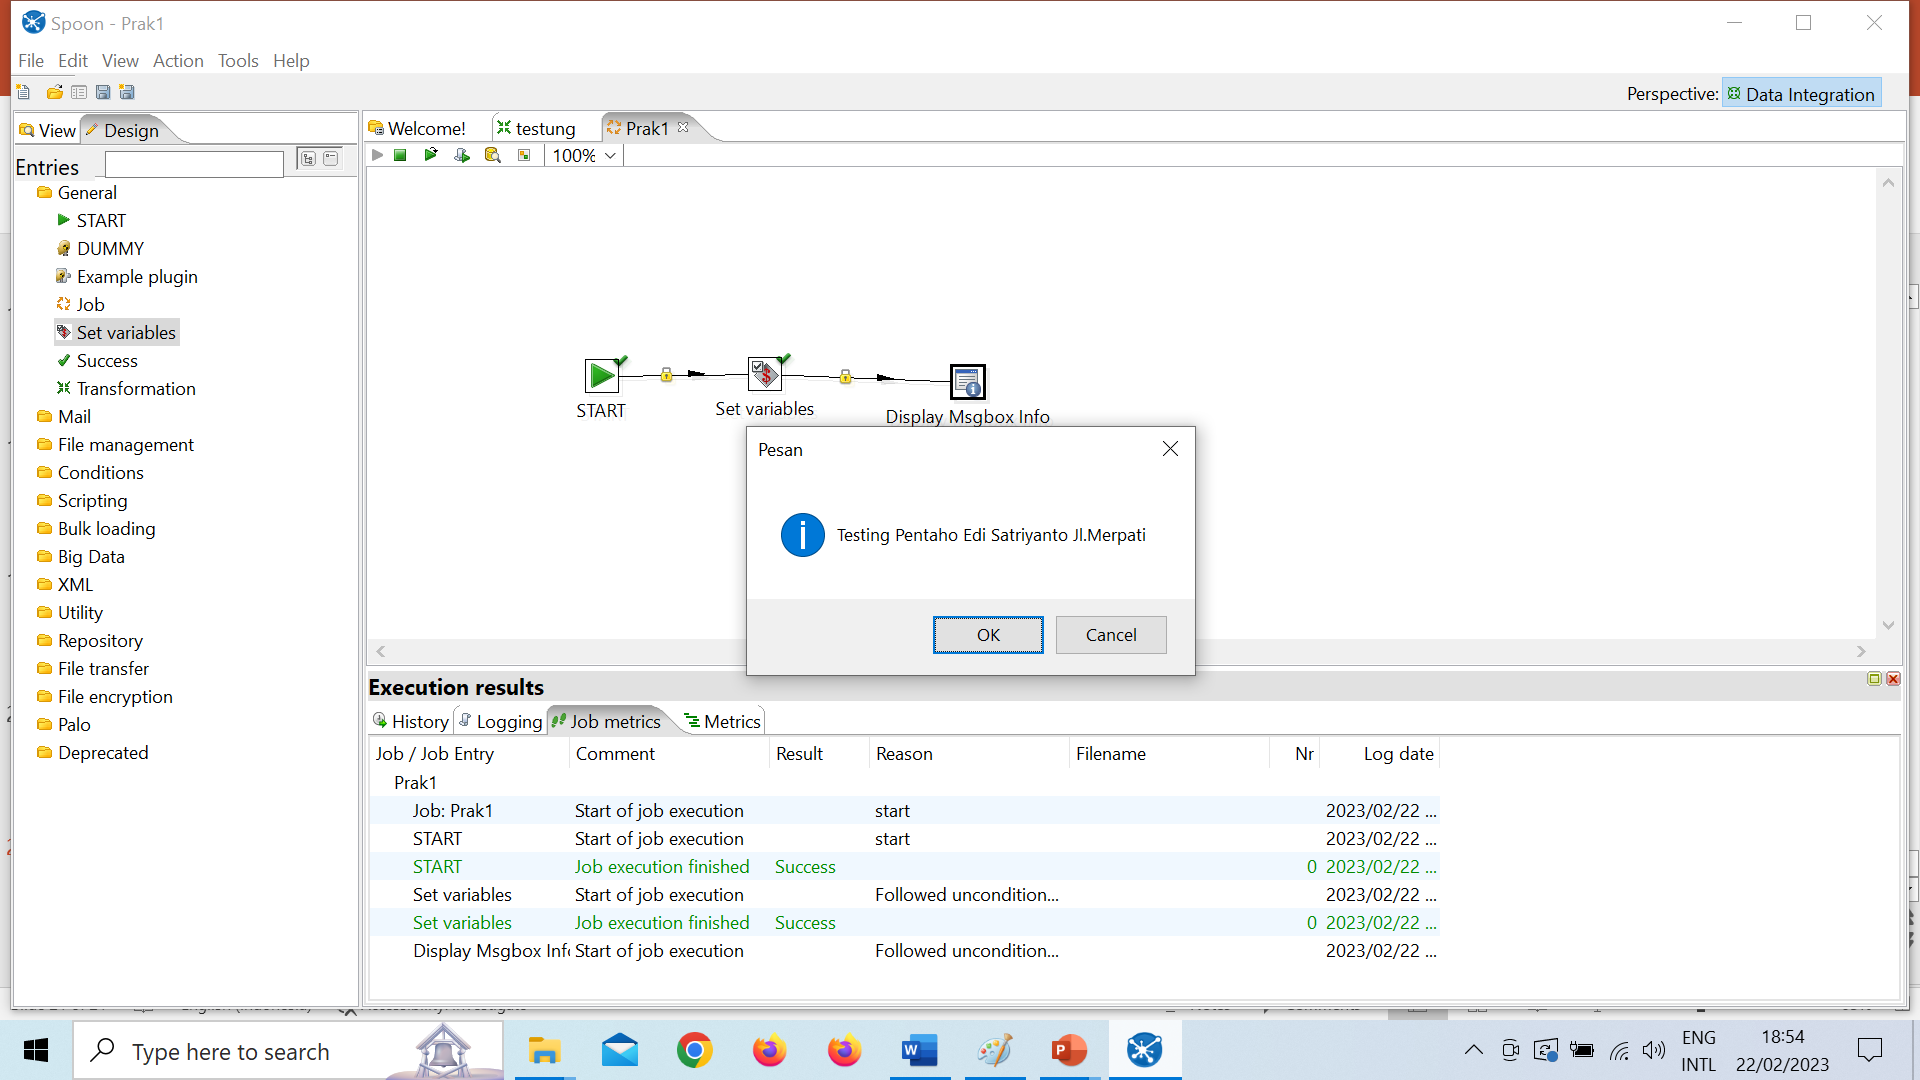 Spoon - Prak1
File Edit View Action Tools Help
Perspective: Data Integration
View Design
Welcome! testung Prak1
100%
Entries
General
START
DUMMY
Example plugin
Job
Set variables
Success
Transformation
Mail
File management
Conditions
Scripting
Bulk loading
Big Data
XML
Utility
Repository
File transfer
File encryption
Palo
Deprecated
START
Set variables
Display Msgbox Info
Pesan
Testing Pentaho Edi Satriyanto Jl.Merpati
OK Cancel
Execution results
History Logging Job metrics Metrics
Job / Job Entry Comment Result Reason Filename Nr Log date
Prak1
Job: Prak1 Start of job execution start 2023/02/22 ...
START Start of job execution start 2023/02/22 ...
START Job execution finished Success 0 2023/02/22 ...
Set variables Start of job execution Followed uncondition... 2023/02/22 ...
Set variables Job execution finished Success 0 2023/02/22 ...
Display Msgbox Info Start of job execution Followed uncondition... 2023/02/22 ...
Type here to search
ENG
INTL
18:54
22/02/2023